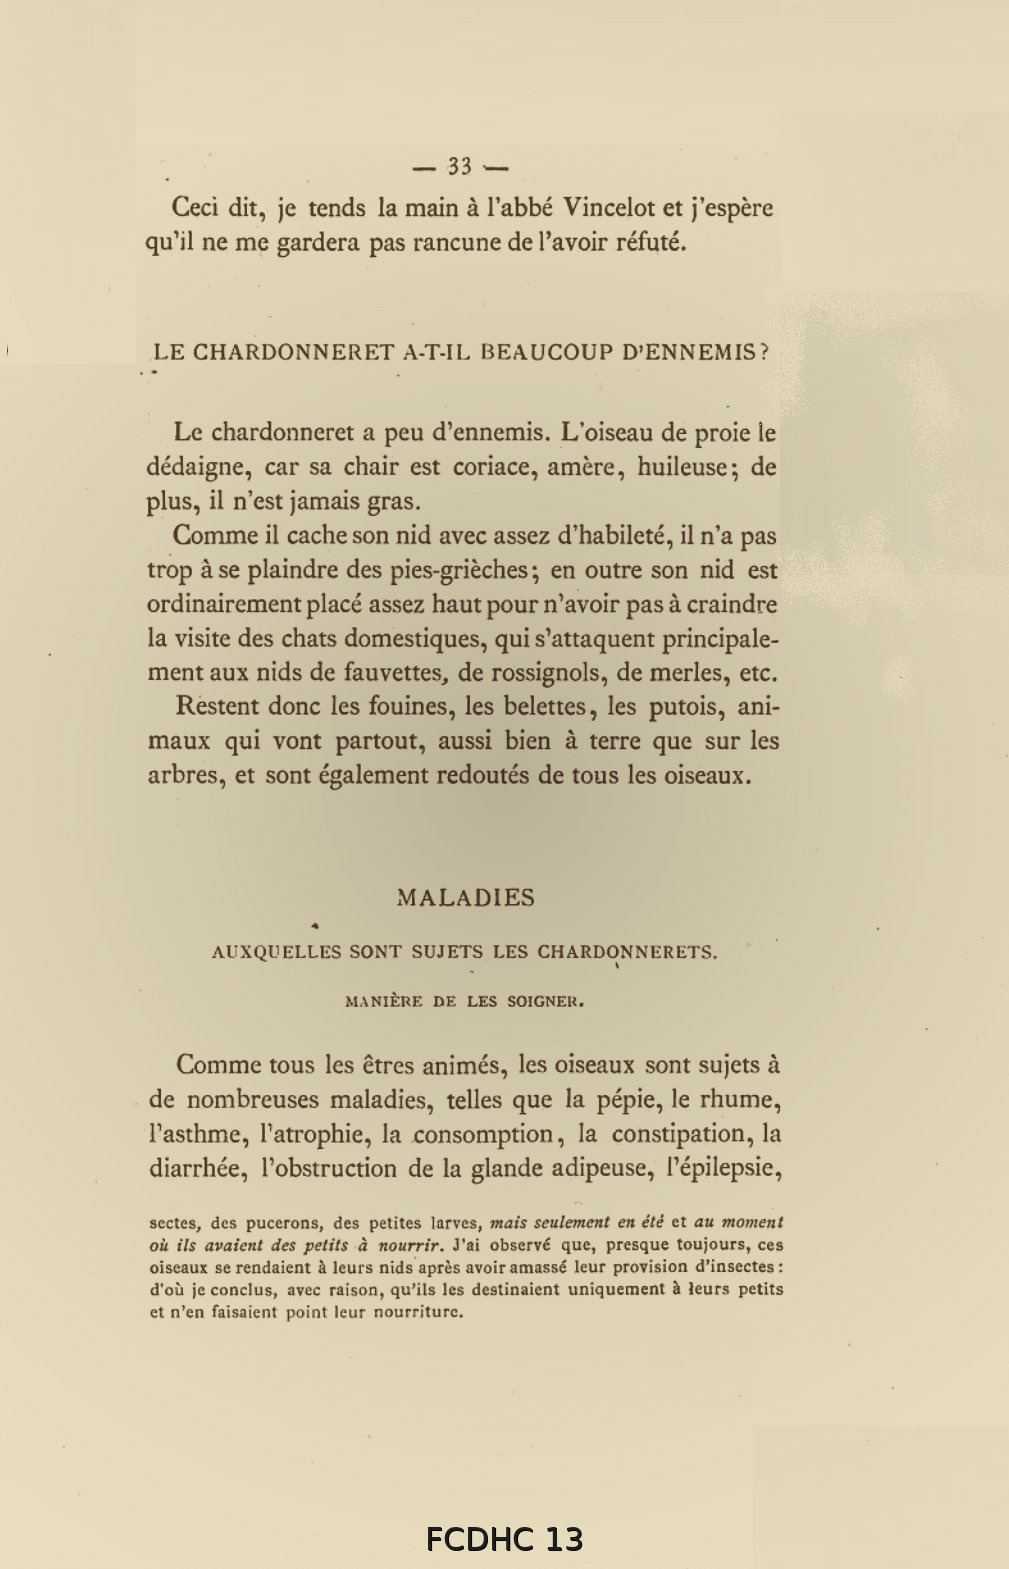 — 33 —
Ceci dit, je tends la main à l'abbé Vincelot et j'espère
qu'il ne me gardera pas rancune de l'avoir réfuté.
LE CHARDONNERET A-T-IL BEAUCOUP D'ENNEMIS?
Le chardonneret a peu d'ennemis. L'oiseau de proie le
dédaigne, car sa chair est coriace, amère, huileuse; de
plus, il n'est jamais gras.
Comme il cache son nid avec assez d'habileté, il n'a pas
trop à se plaindre des pies-grièches; en outre son nid est
ordinairement placé assez haut pour n'avoir pas à craindre
la visite des chats domestiques, qui s'attaquent principale-
ment aux nids de fauvettes, de rossignols, de merles, etc.
Restent donc les fouines, les belettes, les putois, ani-
maux qui vont partout, aussi bien à terre que sur les
arbres, et sont également redoutés de tous les oiseaux.
MALADIES
AUXQUELLES SONT SUJETS LES CHARDONNERETS.
MANIÈRE DE LES SOIGNER.
Comme tous les êtres animés, les oiseaux sont sujets à
de nombreuses maladies, telles que la pépie, le rhume,
l'asthme, l'atrophie, la consomption, la constipation, la
diarrhée, l'obstruction de la glande adipeuse, l'épilepsie,
sectes, des pucerons, des petites larves, mais seulement en été et au moment
où ils avaient des petits à nourrir. J'ai observé que, presque toujours, ces
oiseaux se rendaient à leurs nids après avoir amassé leur provision d'insectes:
d'où je conclus, avec raison, qu'ils les destinaient uniquement à leurs petits
et n'en faisaient point leur nourriture.
FCDHC 13